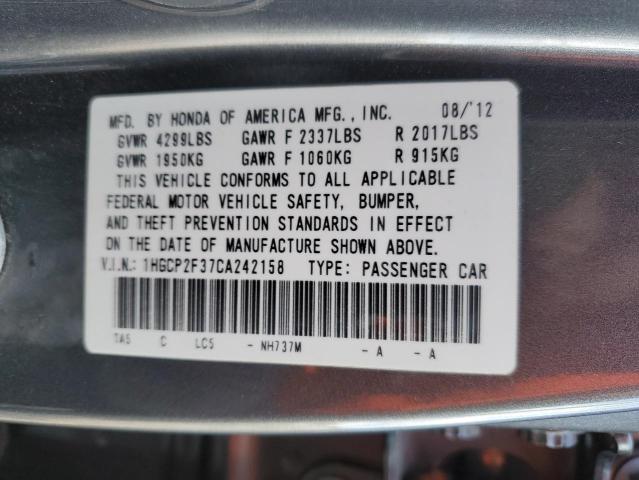 MFD. BY HONDA OF AMERICA MFG., INC. 08/'12
GVWR 4299LBS GAWR F 2337LBS R 2017LBS
GVWR 1950KG GAWR F 1060KG R 915KG
THIS VEHICLE CONFORMS TO ALL APPLICABLE
FEDERAL MOTOR VEHICLE SAFETY, BUMPER,
AND THEFT PREVENTION STANDARDS IN EFFECT
ON THE DATE OF MANUFACTURE SHOWN ABOVE.
V.I.N.: 1HGCP2F37CA242158 TYPE: PASSENGER CAR
TA5 C LC5 - NH737M - A - A